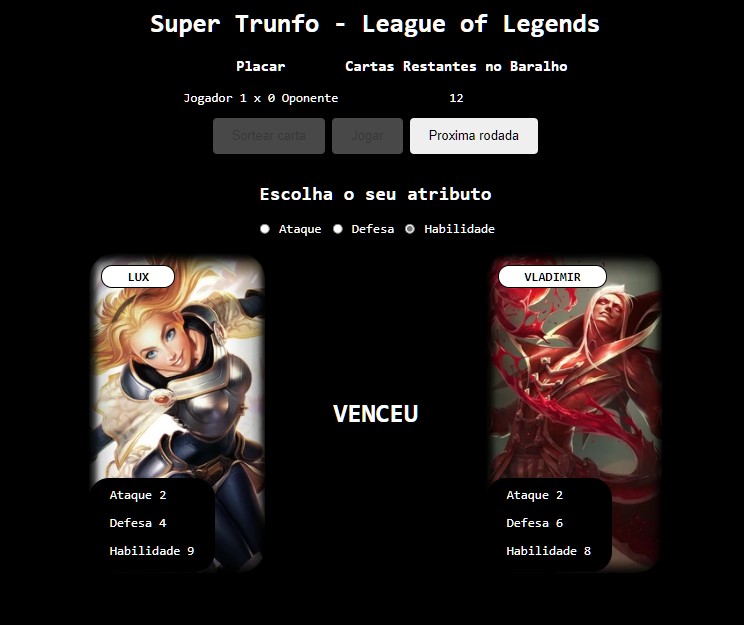 Super Trunfo - League of Legends
Placar Cartas Restantes no Baralho
Jogador 1 x 0 Oponente 12
Sortear carta Jogar Proxima rodada
Escolha o seu atributo
Ataque Defesa Habilidade
LUX VLADIMIR
VENCEU
Ataque 2 Ataque 2
Defesa 4 Defesa 6
Habilidade 9 Habilidade 8